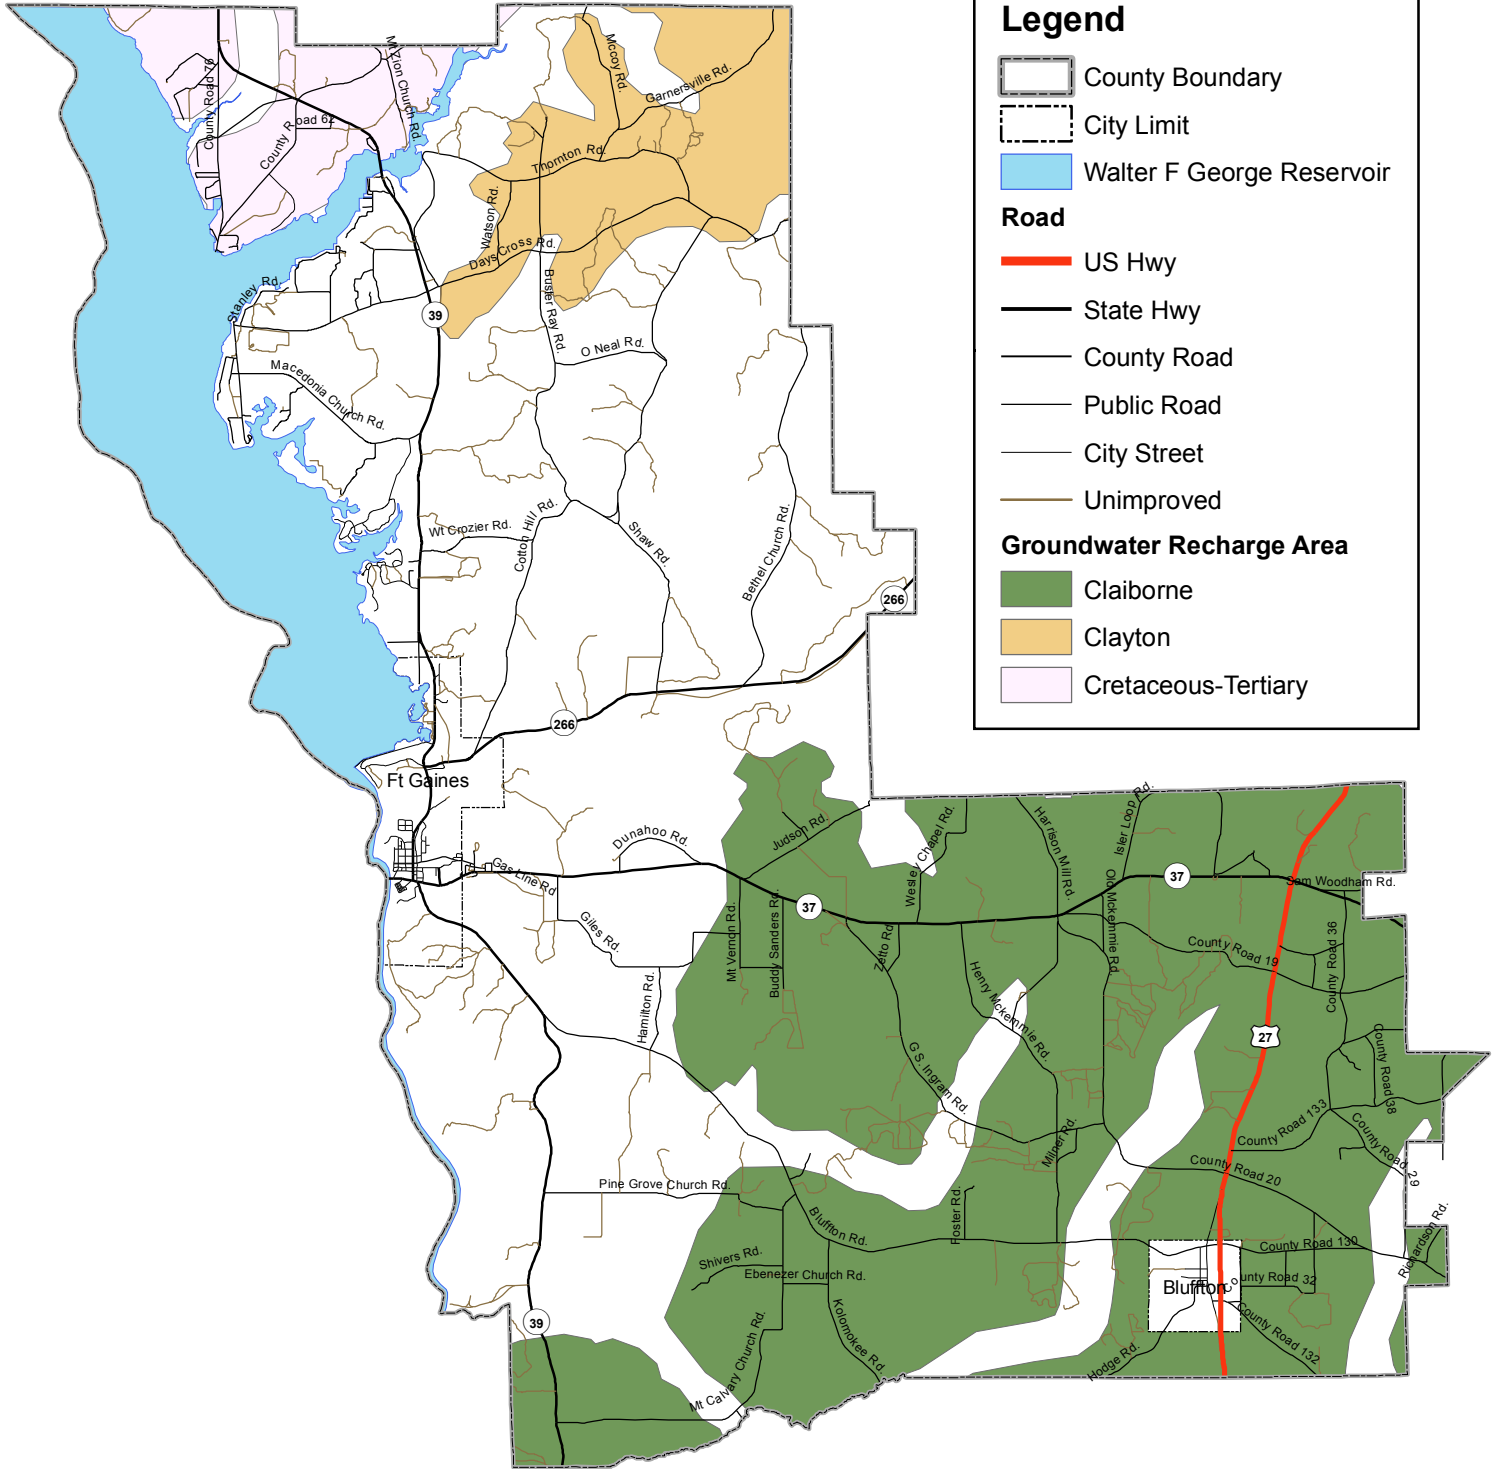 Legend
County Boundary
City Limit
Walter F George Reservoir
Road
US Hwy
State Hwy
County Road
Public Road
City Street
Unimproved
Groundwater Recharge Area
Claiborne
Clayton
Cretaceous-Tertiary
County Road 76
Mt Zion Church Rd.
County Road 62
Mccoy Rd.
Garnersville Rd.
Thornton Rd.
Watson Rd.
Days Cross Rd.
Stanley Rd.
39
Busler Ray Rd.
O Neal Rd.
Macedonia Church Rd.
Wt Crozier Rd.
Cotton Hill Rd.
Shaw Rd.
Bethel Church Rd.
266
266
Ft Gaines
Dunahoo Rd.
Gas Line Rd
Giles Rd.
Hamilton Rd.
Judson Rd.
Wesley Chapel Rd.
Harrison Mill Rd.
Isler Loop Rd.
37
37
Sam Woodham Rd.
Mt Vernon Rd.
Buddy Sanders Rd.
Zetto Rd.
Old Mckemmie Rd.
County Road 19
County Road 36
Henry Mckemmie Rd.
27
G.S. Ingram Rd.
County Road 38
County Road 133
County Road 29
Milner Rd.
County Road 20
Pine Grove Church Rd.
Bluffton Rd.
Foster Rd.
Richardson Rd.
County Road 130
Shivers Rd.
Ebenezer Church Rd.
Bluffton
County Road 32
County Road 132
Kolomokee Rd.
39
Mt Calvary Church Rd.
Hodge Rd.